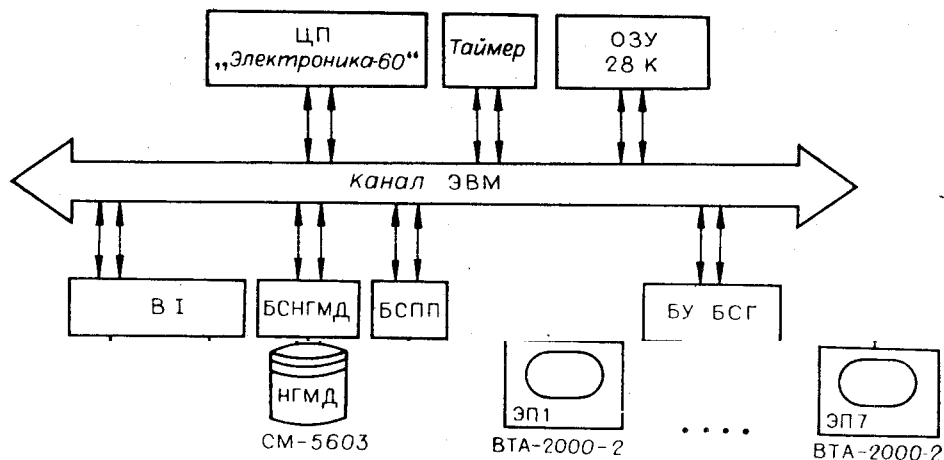 ЦП
„Электроника-60“
Таймер
ОЗУ
28 К
Канал ЭВМ
В I
БСНГМД
БСПП
БУ БСГ
НГМД
СМ-5603
ЭП1
ВТА-2000-2
. . . .
ЭП7
ВТА-2000-2